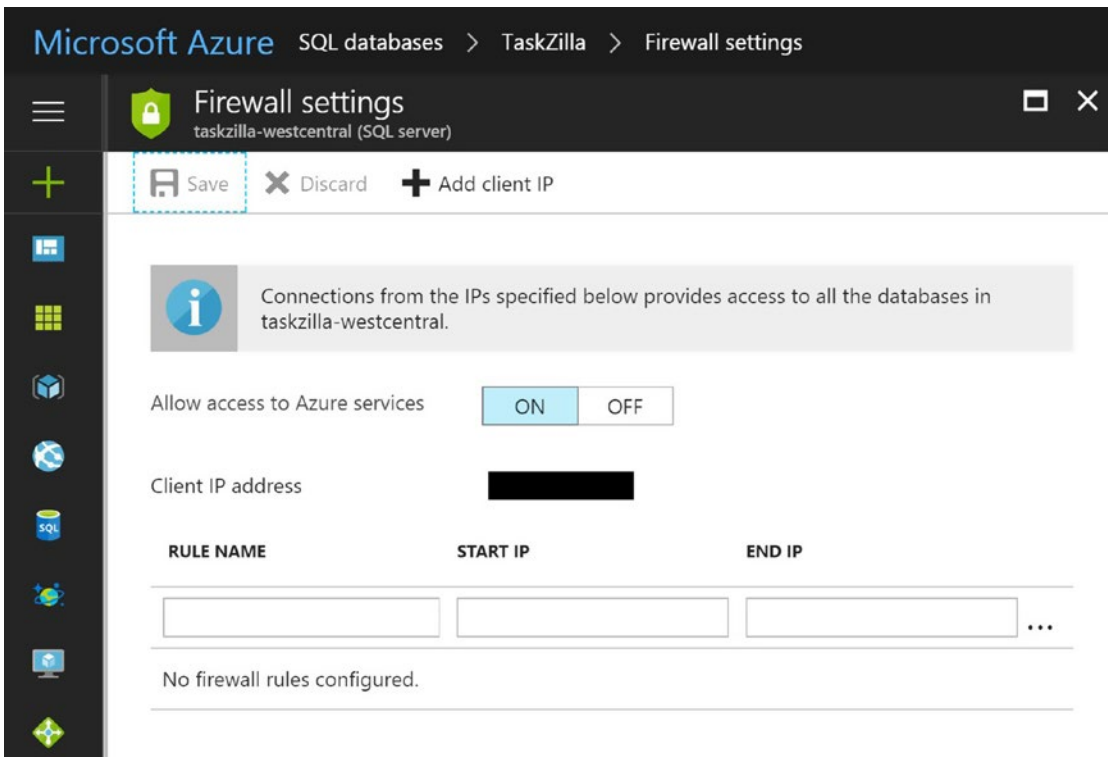 Microsoft Azure SQL databases > TaskZilla > Firewall settings
Firewall settings
taskzilla-westcentral (SQL server)
Save Discard Add client IP
Connections from the IPs specified below provides access to all the databases in
taskzilla-westcentral.
Allow access to Azure services ON OFF
Client IP address
RULE NAME START IP END IP
...
No firewall rules configured.
SQL